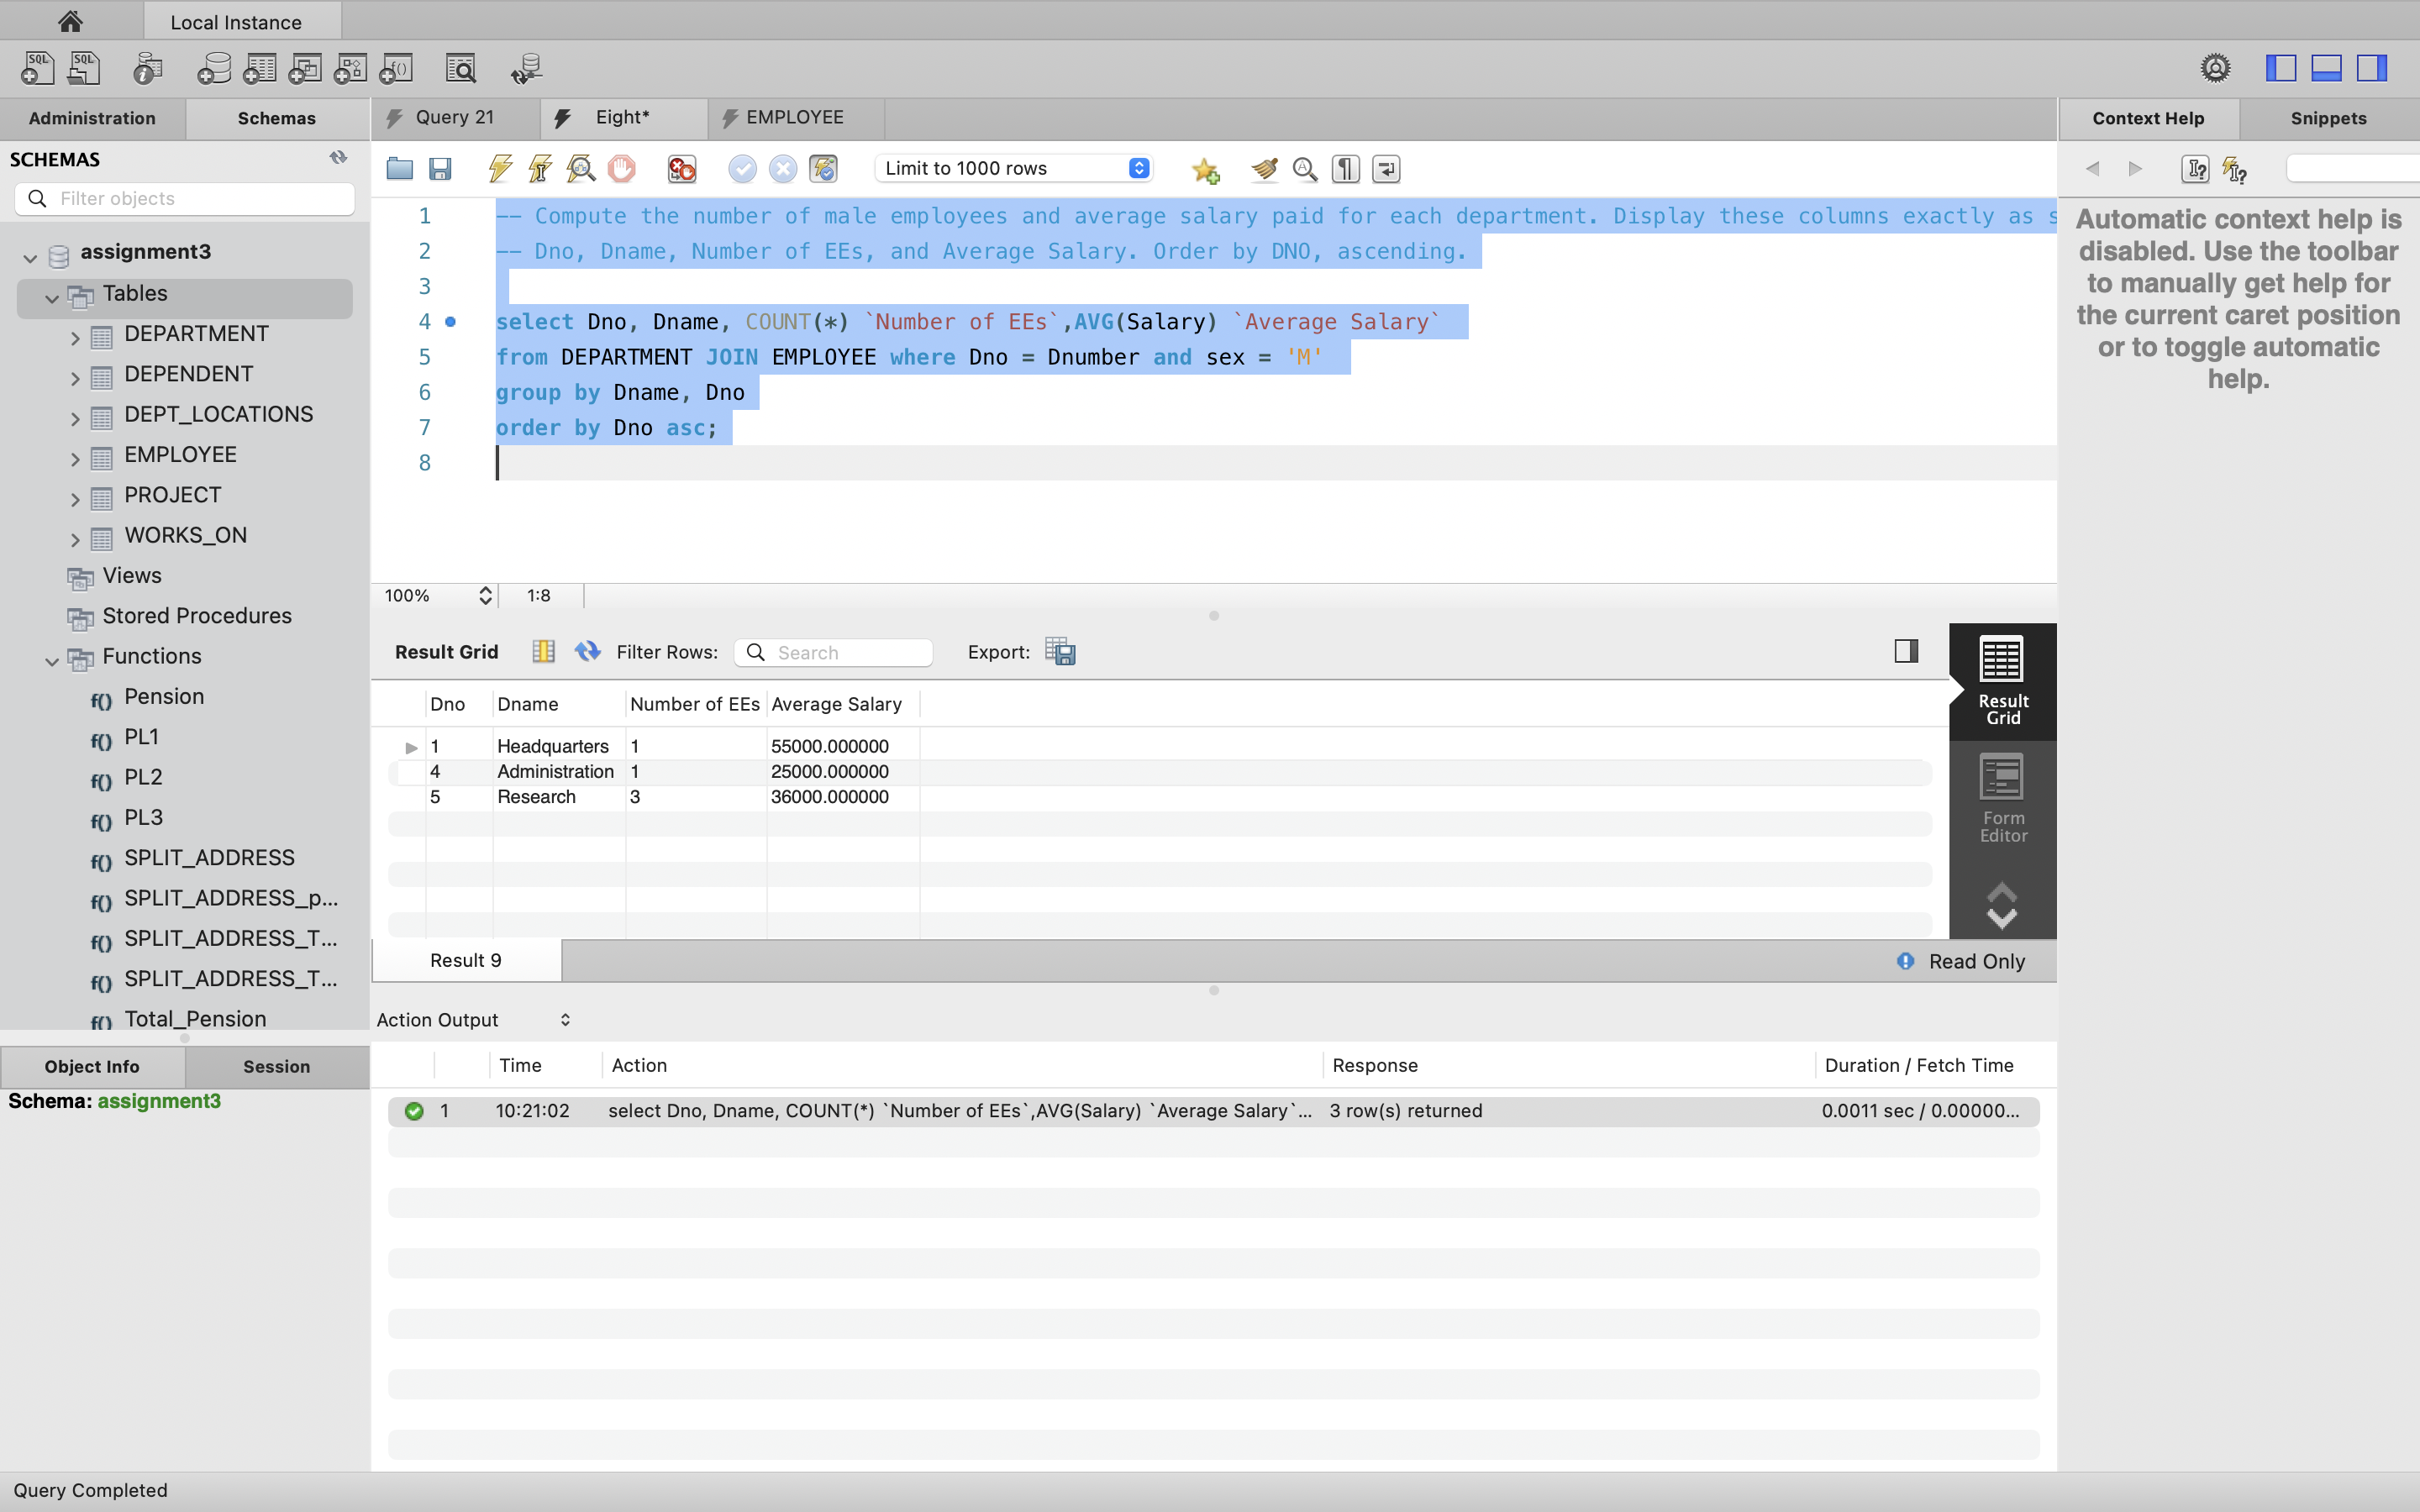 Local Instance
SQL SQL
Administration Schemas
SCHEMAS
Filter objects
assignment3
Tables
DEPARTMENT
DEPENDENT
DEPT_LOCATIONS
EMPLOYEE
PROJECT
WORKS_ON
Views
Stored Procedures
Functions
f() Pension
f() PL1
f() PL2
f() PL3
f() SPLIT_ADDRESS
f() SPLIT_ADDRESS_p...
f() SPLIT_ADDRESS_T...
f() SPLIT_ADDRESS_T...
f() Total_Pension
Object Info Session
Schema: assignment3
Query 21 Eight* EMPLOYEE
Limit to 1000 rows
1 -- Compute the number of male employees and average salary paid for each department. Display these columns exactly as s
2 -- Dno, Dname, Number of EEs, and Average Salary. Order by DNO, ascending.
3
4 select Dno, Dname, COUNT(*) `Number of EEs`,AVG(Salary) `Average Salary`
5 from DEPARTMENT JOIN EMPLOYEE where Dno = Dnumber and sex = 'M'
6 group by Dname, Dno
7 order by Dno asc;
8
100% 1:8
Result Grid Filter Rows: Search Export:
Dno Dname Number of EEs Average Salary
1 Headquarters 1 55000.000000
4 Administration 1 25000.000000
5 Research 3 36000.000000
Result
Grid
Form
Editor
Result 9 Read Only
Action Output
Time Action Response Duration / Fetch Time
1 10:21:02 select Dno, Dname, COUNT(*) `Number of EEs`,AVG(Salary) `Average Salary`... 3 row(s) returned 0.0011 sec / 0.00000...
Context Help Snippets
Automatic context help is
disabled. Use the toolbar
to manually get help for
the current caret position
or to toggle automatic
help.
Query Completed